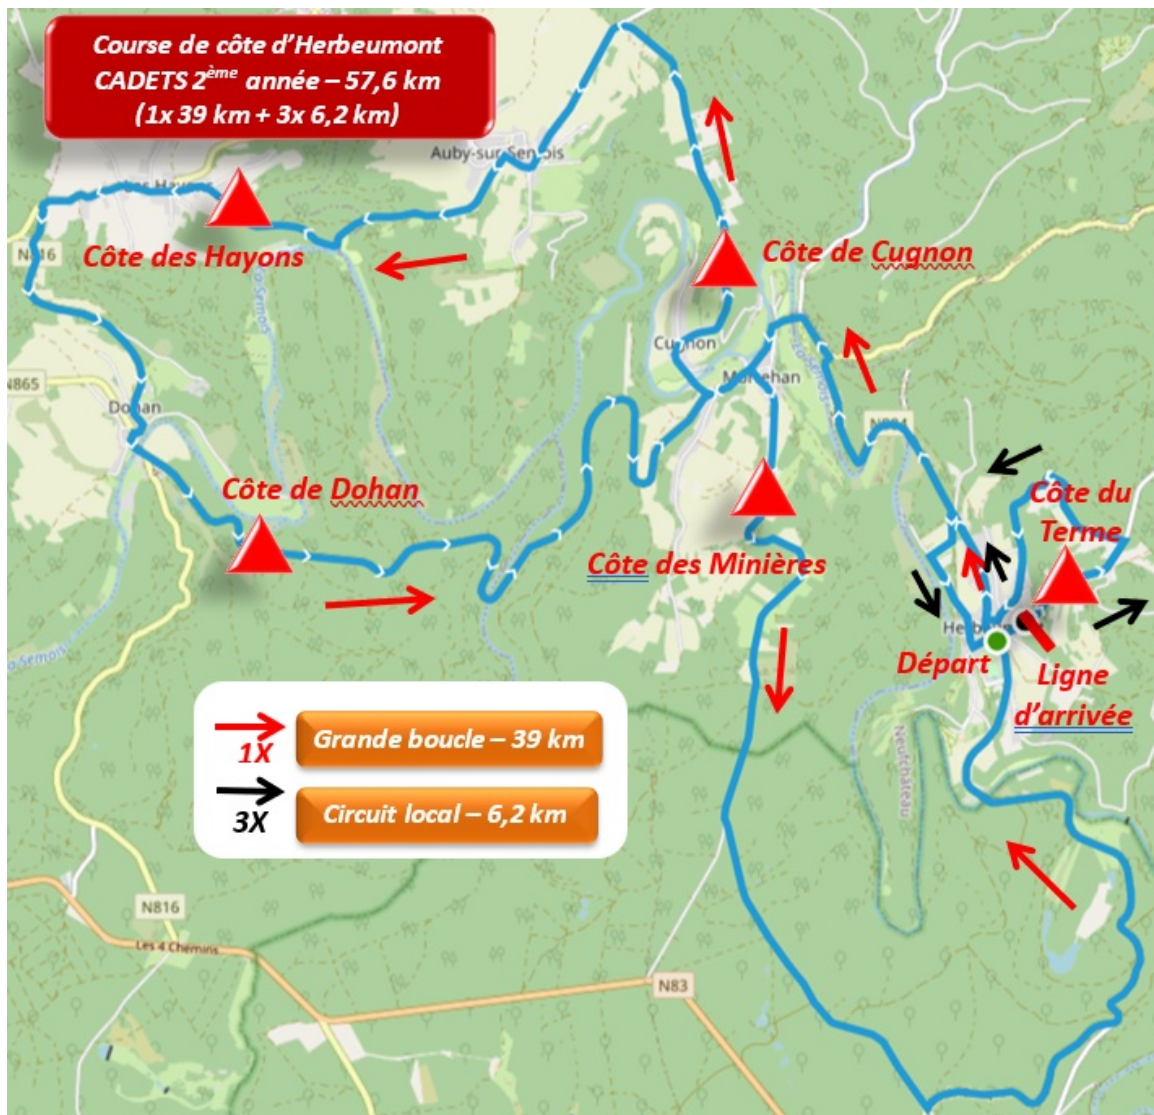 Course de côte d'Herbeumont
CADETS 2ème année – 57,6 km
(1x 39 km + 3x 6,2 km)
Auby-sur-Semois
Côte des Hayons
Côte de Cugnon
N865
Cugnon
Mortehan
Dohan
Côte de Dohan
Côte du
Terme
Côte des Minières
Départ
Ligne
d'arrivée
1X
Grande boucle – 39 km
3X
Circuit local – 6,2 km
Neufchâteau
N816
Les 4 Chemins
N83